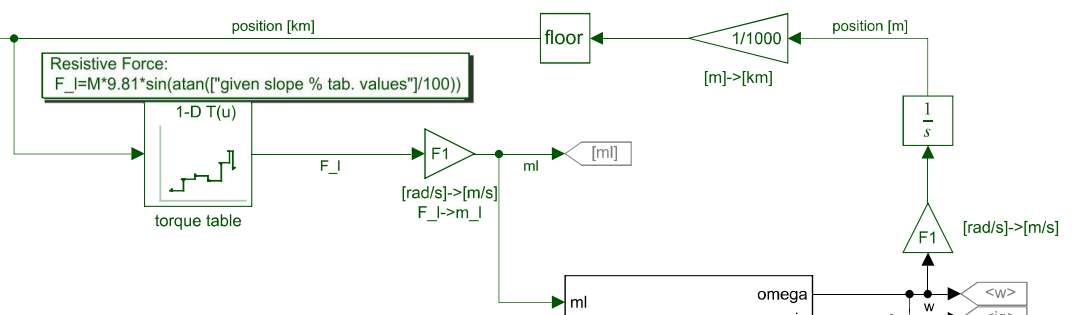 position [km]
floor
1/1000
position [m]
[m]->[km]
Resistive Force:
F_l=M*9.81*sin(atan(["given slope % tab. values"]/100))
1-D T(u)
torque table
F_l
F1
[rad/s]->[m/s]
F_l->m_l
ml
[ml]
1
s
F1
[rad/s]->[m/s]
ml
omega
w
<w>